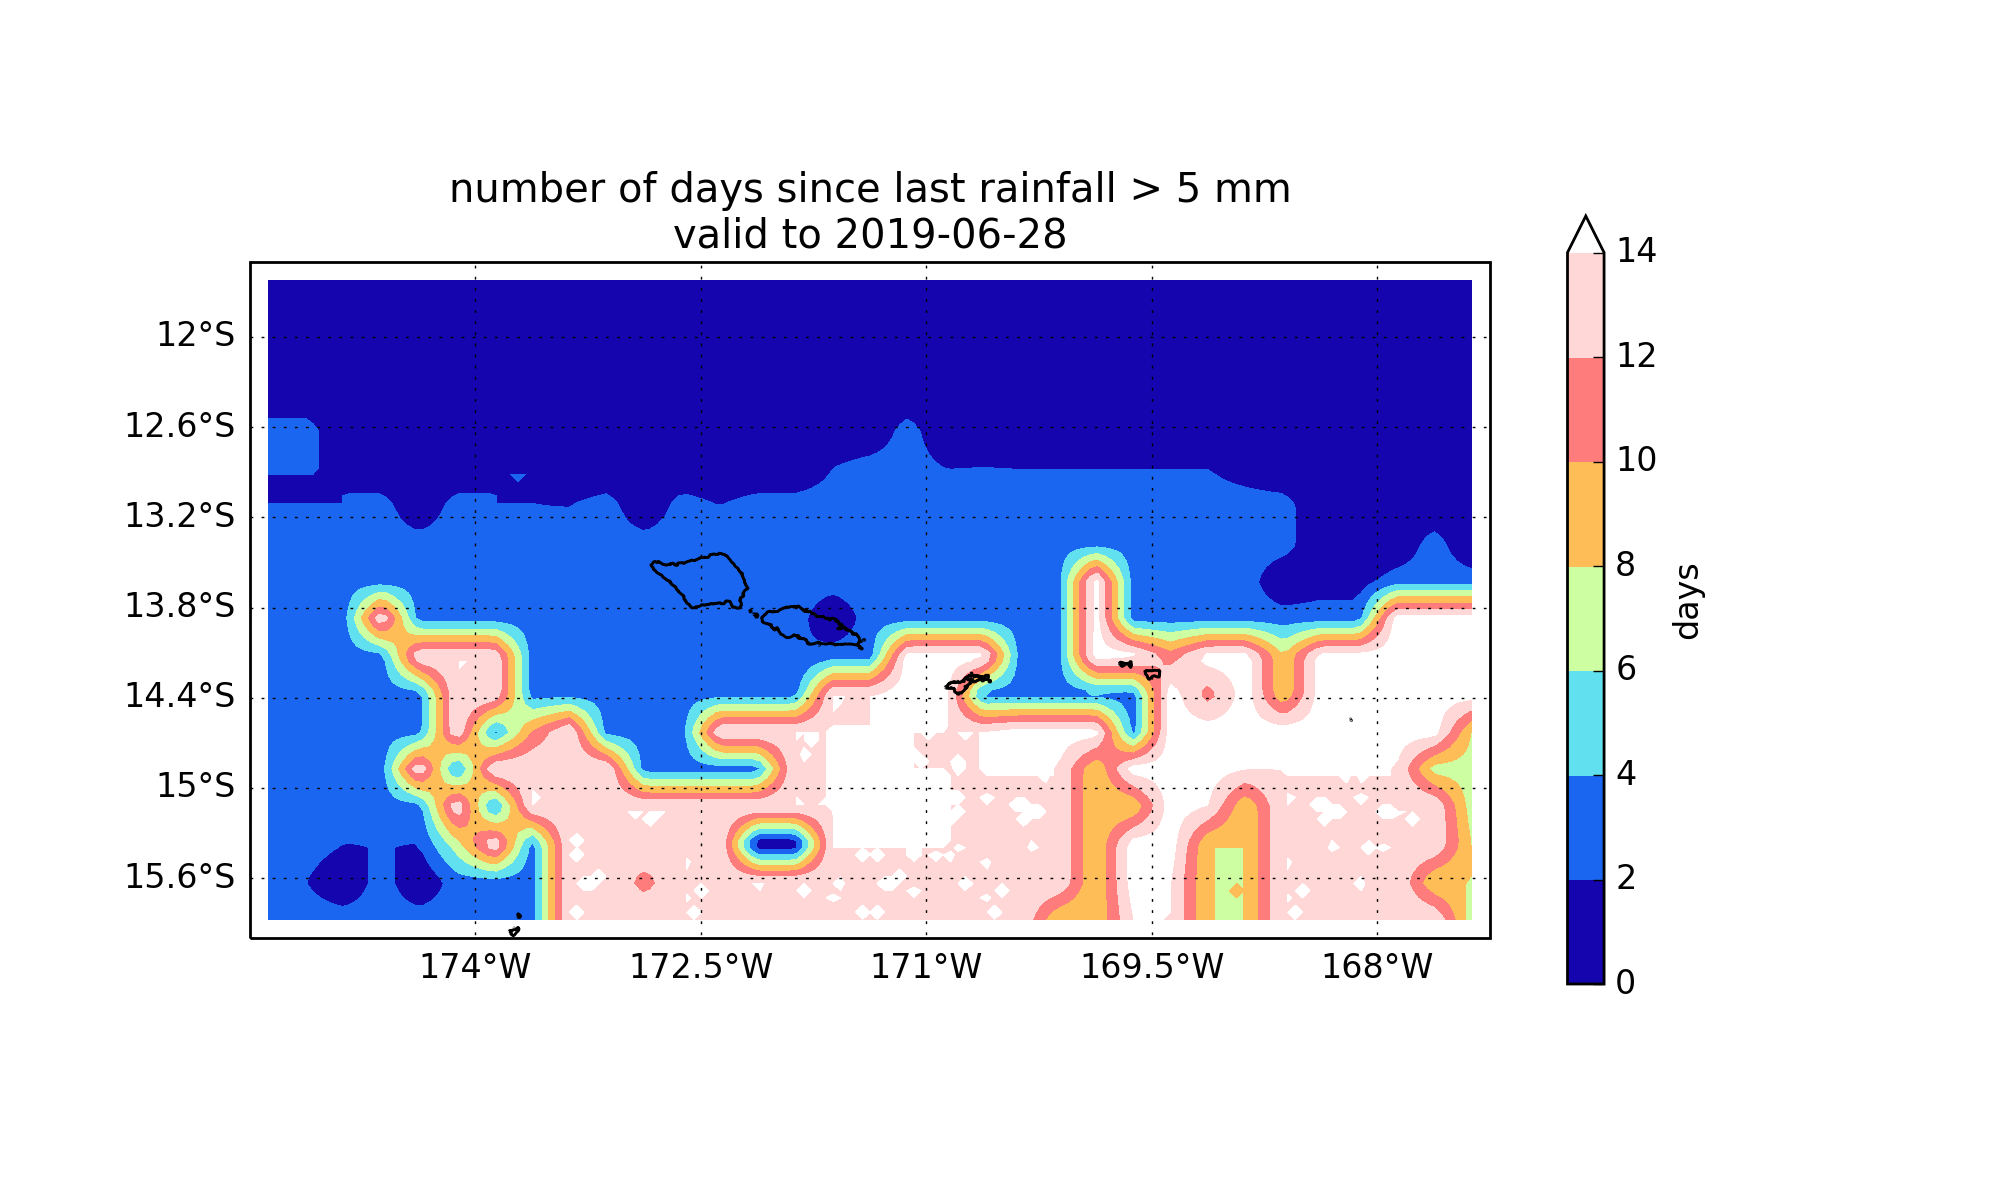 number of days since last rainfall > 5 mm
valid to 2019-06-28
12°S
12.6°S
13.2°S
13.8°S
14.4°S
15°S
15.6°S
174°W
172.5°W
171°W
169.5°W
168°W
14
12
10
8
6
4
2
0
days